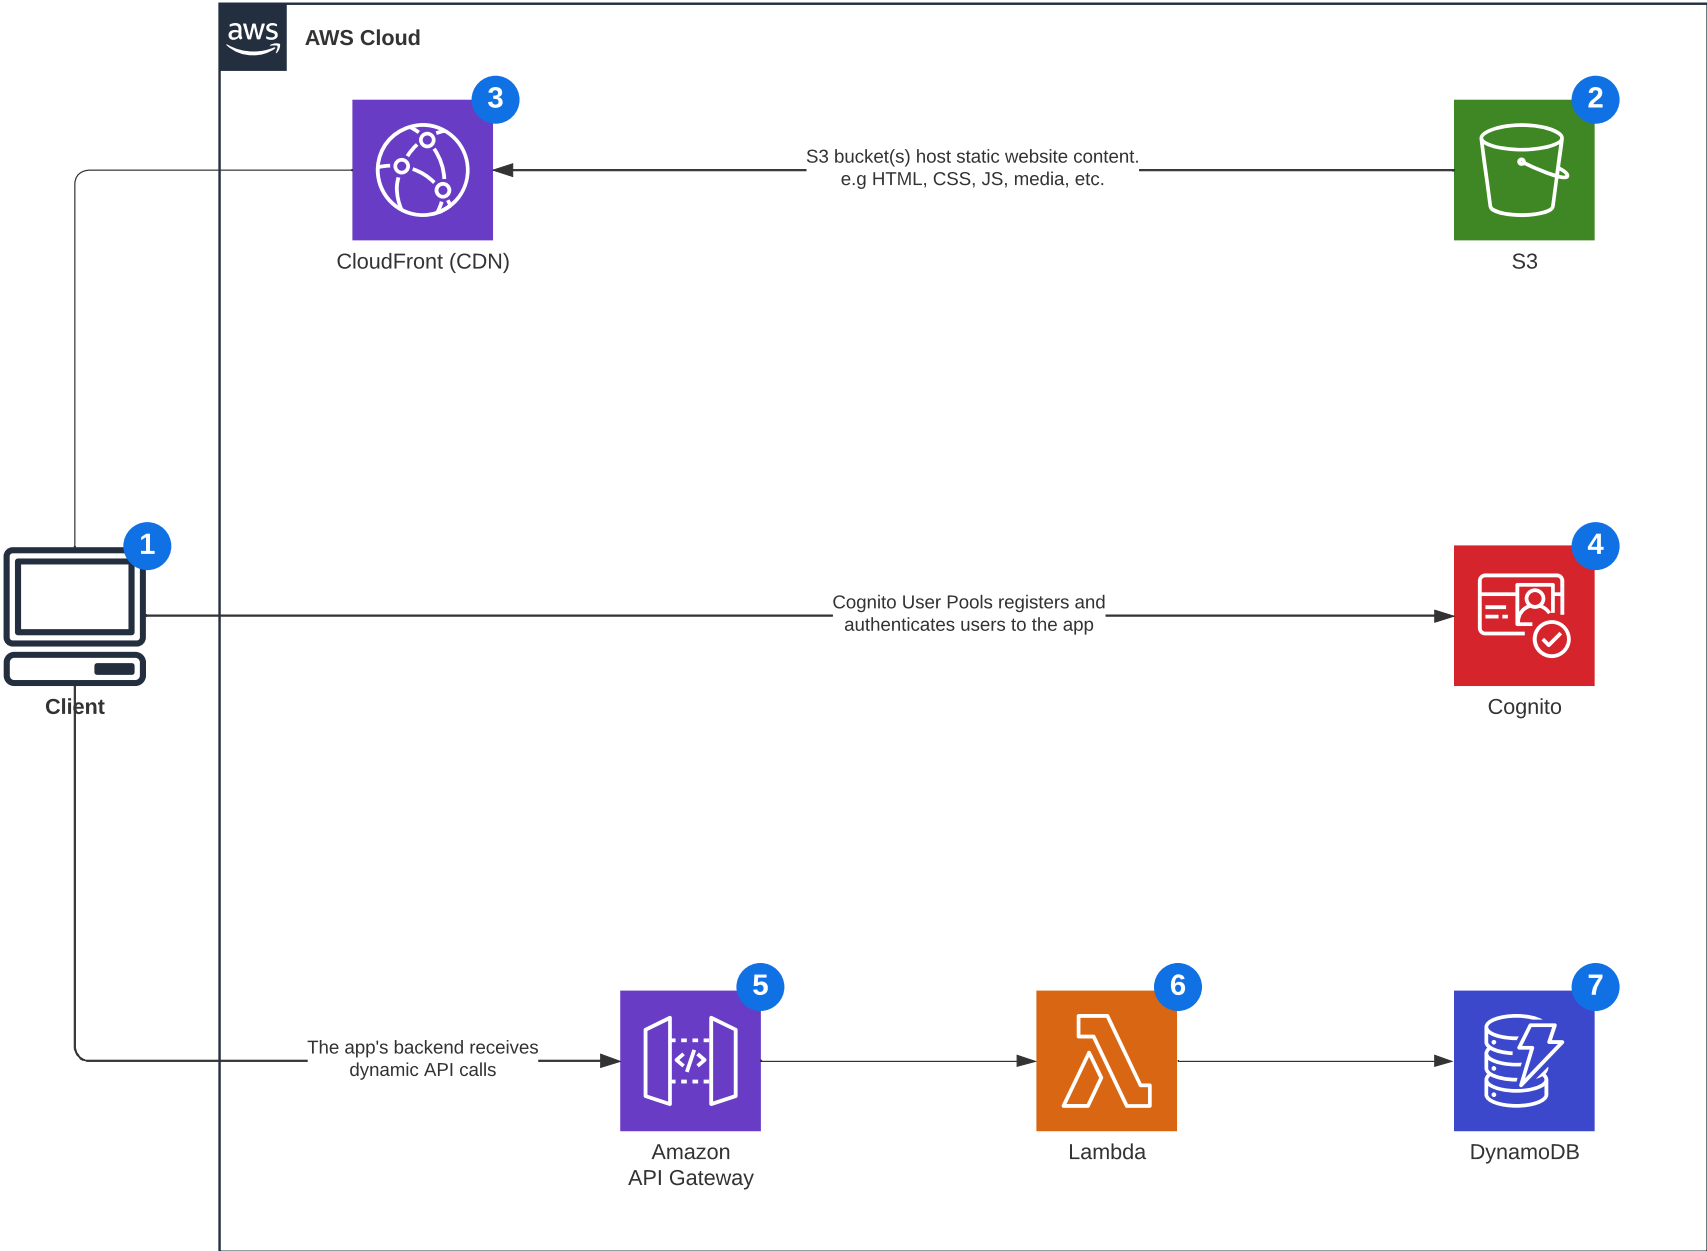 aws
AWS Cloud
3
2
S3 bucket(s) host static website content.
e.g HTML, CSS, JS, media, etc.
CloudFront (CDN)
S3
1
4
Cognito User Pools registers and
authenticates users to the app
Client
Cognito
5
6
7
The app's backend receives
dynamic API calls
</>
Amazon
API Gateway
Lambda
DynamoDB